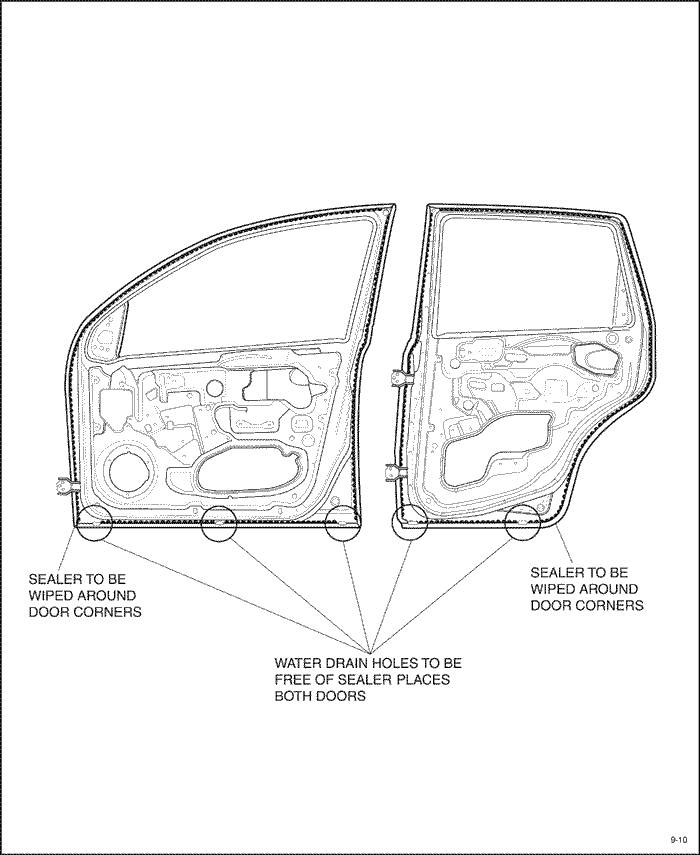 SEALER TO BE
WIPED AROUND
DOOR CORNERS
SEALER TO BE
WIPED AROUND
DOOR CORNERS
WATER DRAIN HOLES TO BE
FREE OF SEALER PLACES
BOTH DOORS
9-10